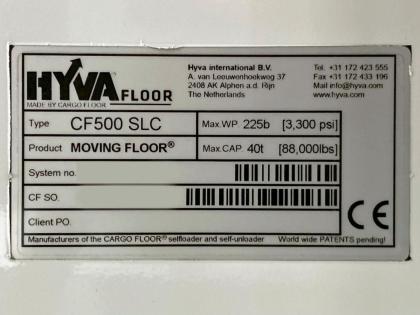 HYVA FLOOR
MADE BY CARGO FLOOR
Hyva international B.V.
A. van Leeuwenhoekweg 37
2408 AK Alphen a.d. Rijn
The Netherlands
Tel. +31 172 423 555
Fax +31 172 433 196
Mail info@hyva.com
www.hyva.com
Type CF500 SLC Max.WP 225b [3,300 psi]
Product MOVING FLOOR® Max.CAP 40t [88,000lbs]
System no.
CF SO.
Client PO.
CE
Manufacturers of the CARGO FLOOR® selfloader and self-unloader World wide PATENTS pending!